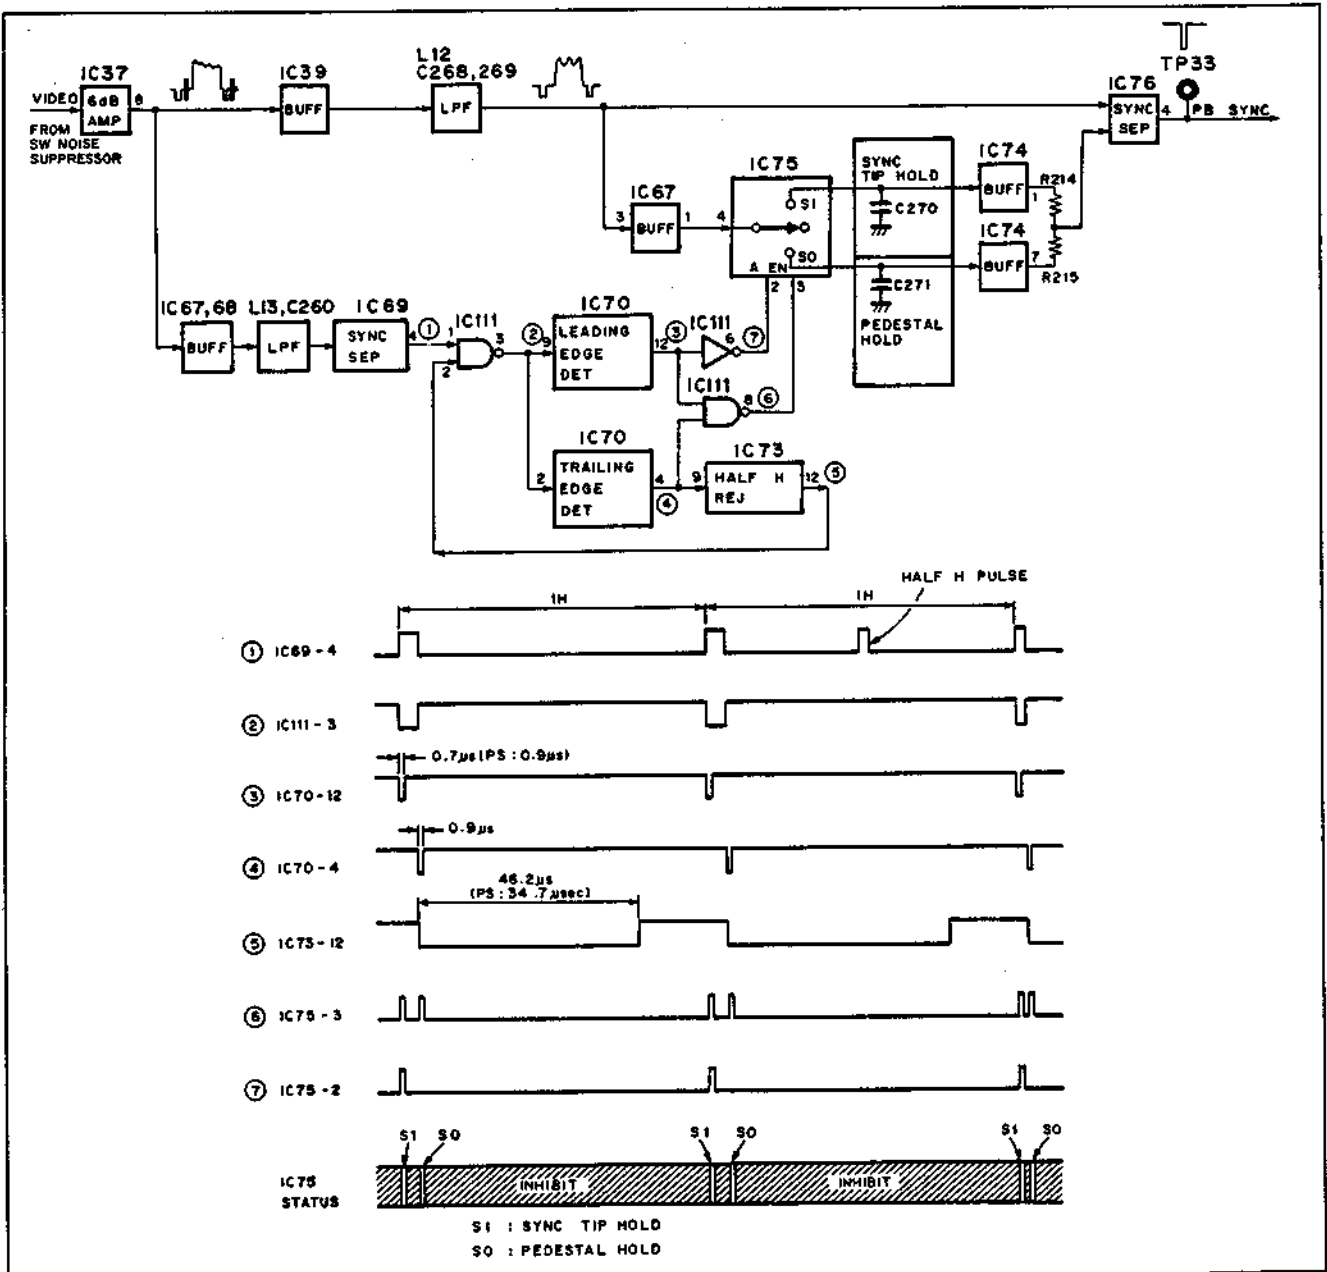 IC37
6dB
AMP
8
VIDEO
FROM
SW NOISE
SUPPRESSOR
IC39
BUFF
L12
C268,269
LPF
TP33
IC76
SYNC
SEP
4
PB SYNC
IC75
S1
S0
A EN
4
2
3
SYNC
TIP HOLD
C270
C271
PEDESTAL
HOLD
IC74
BUFF
1
R214
IC74
BUFF
7
R215
IC67
3
BUFF
1
IC67,68
BUFF
L13,C260
LPF
IC69
SYNC
SEP
4
①
IC111
1
2
3
②
9
IC70
LEADING
EDGE
DET
12
③
IC111
6
⑦
IC111
8
⑥
IC70
2
TRAILING
EDGE
DET
4
④
IC73
9
HALF H
REJ
12
⑤
HALF H PULSE
1H
1H
① IC69-4
② IC111-3
0.7μs(PS:0.9μs)
③ IC70-12
0.9μs
④ IC70-4
46.2μs
(PS:34.7μsec)
⑤ IC73-12
⑥ IC75-3
⑦ IC75-2
S1 S0
S1 S0
S1 S0
IC75
STATUS
INHIBIT
INHIBIT
S1 : SYNC TIP HOLD
S0 : PEDESTAL HOLD